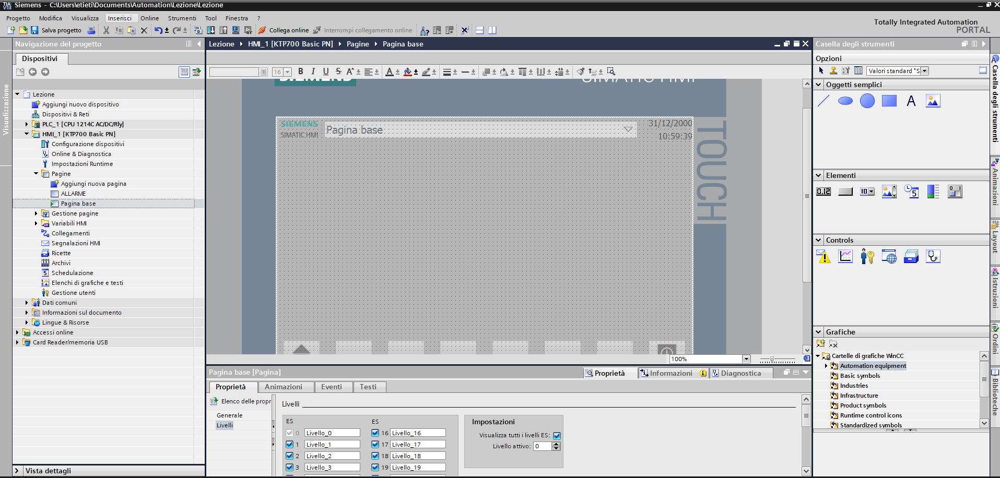 Siemens - C:\Users\etieti\Documents\Automation\Lezione\Lezione
Progetto Modifica Visualizza Inserisci Online Strumenti Tool Finestra ?
Totally Integrated Automation
PORTAL
Salva progetto
Collega online
Interrompi collegamento online
Navigazione del progetto
Dispositivi
Visualizzazione
Lezione
Aggiungi nuovo dispositivo
Dispositivi & Reti
PLC_1 [CPU 1214C AC/DC/Rly]
HMI_1 [KTP700 Basic PN]
Configurazione dispositivi
Online & Diagnostica
Impostazioni Runtime
Pagine
Aggiungi nuova pagina
ALLARME
Pagina base
Gestione pagine
Variabili HMI
Collegamenti
Segnalazioni HMI
Ricette
Archivi
Schedulazione
Elenchi di grafiche e testi
Gestione utenti
Dati comuni
Informazioni sul documento
Lingue & Risorse
Accessi online
Card Reader/memoria USB
Vista dettagli
Lezione HMI_1 [KTP700 Basic PN] Pagine Pagina base
16
SIEMENS
SIMATIC HMI
SIEMENS
SIMATIC HMI
Pagina base
31/12/2000
10:59:39
TOUCH
100%
Pagina base [Pagina]
Proprietà Informazioni Diagnostica
Proprietà Animazioni Eventi Testi
Elenco delle propr
Generale
Livelli
Livelli
ES ES
0 Livello_0 16 Livello_16
1 Livello_1 17 Livello_17
2 Livello_2 18 Livello_18
3 Livello_3 19 Livello_19
Impostazioni
Visualizza tutti i livelli ES:
Livello attivo: 0
Casella degli strumenti
Opzioni
Valori standard "S
Oggetti semplici
Elementi
Controls
Grafiche
Cartelle di grafiche WinCC
Automation equipment
Basic symbols
Industries
Infrastructure
Product symbols
Runtime control icons
Standardized symbols
Casella degli strumenti
Animazioni
Layout
Istruzioni
Ordini
Biblioteche